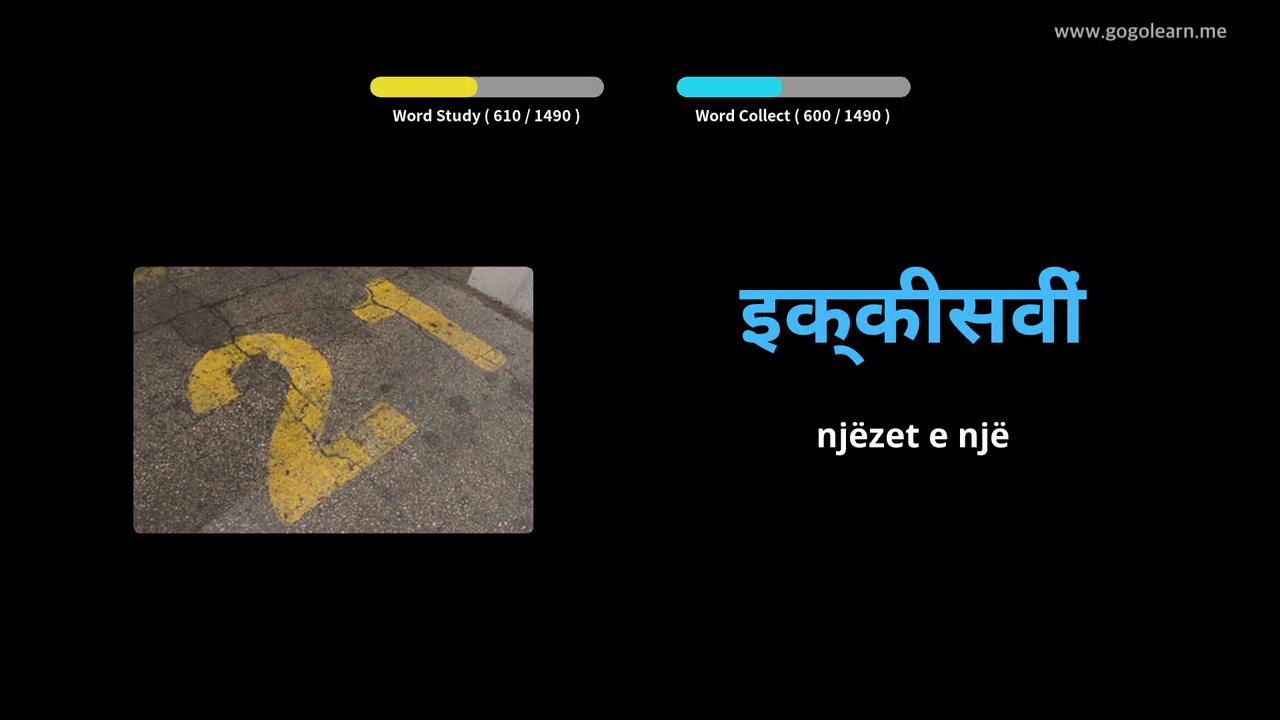 www.gogolearn.me
Word Study ( 610 / 1490 )
Word Collect ( 600 / 1490 )
21
इक्‌कीसवीं
njëzet e një